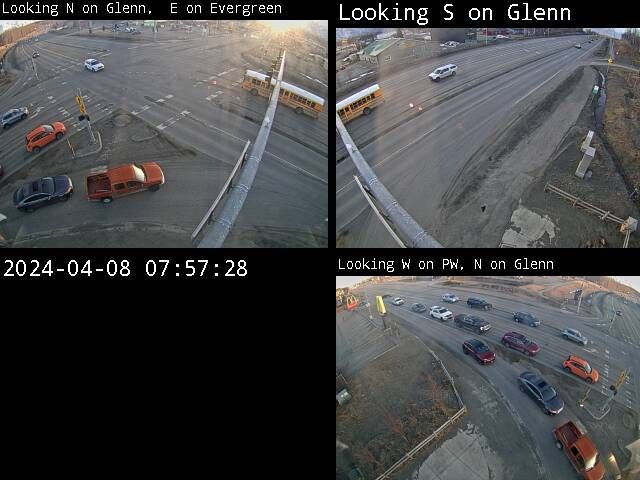 Looking N on Glenn,  E on Evergreen
Looking S on Glenn
2024-04-08 07:57:28
Looking W on PW, N on Glenn